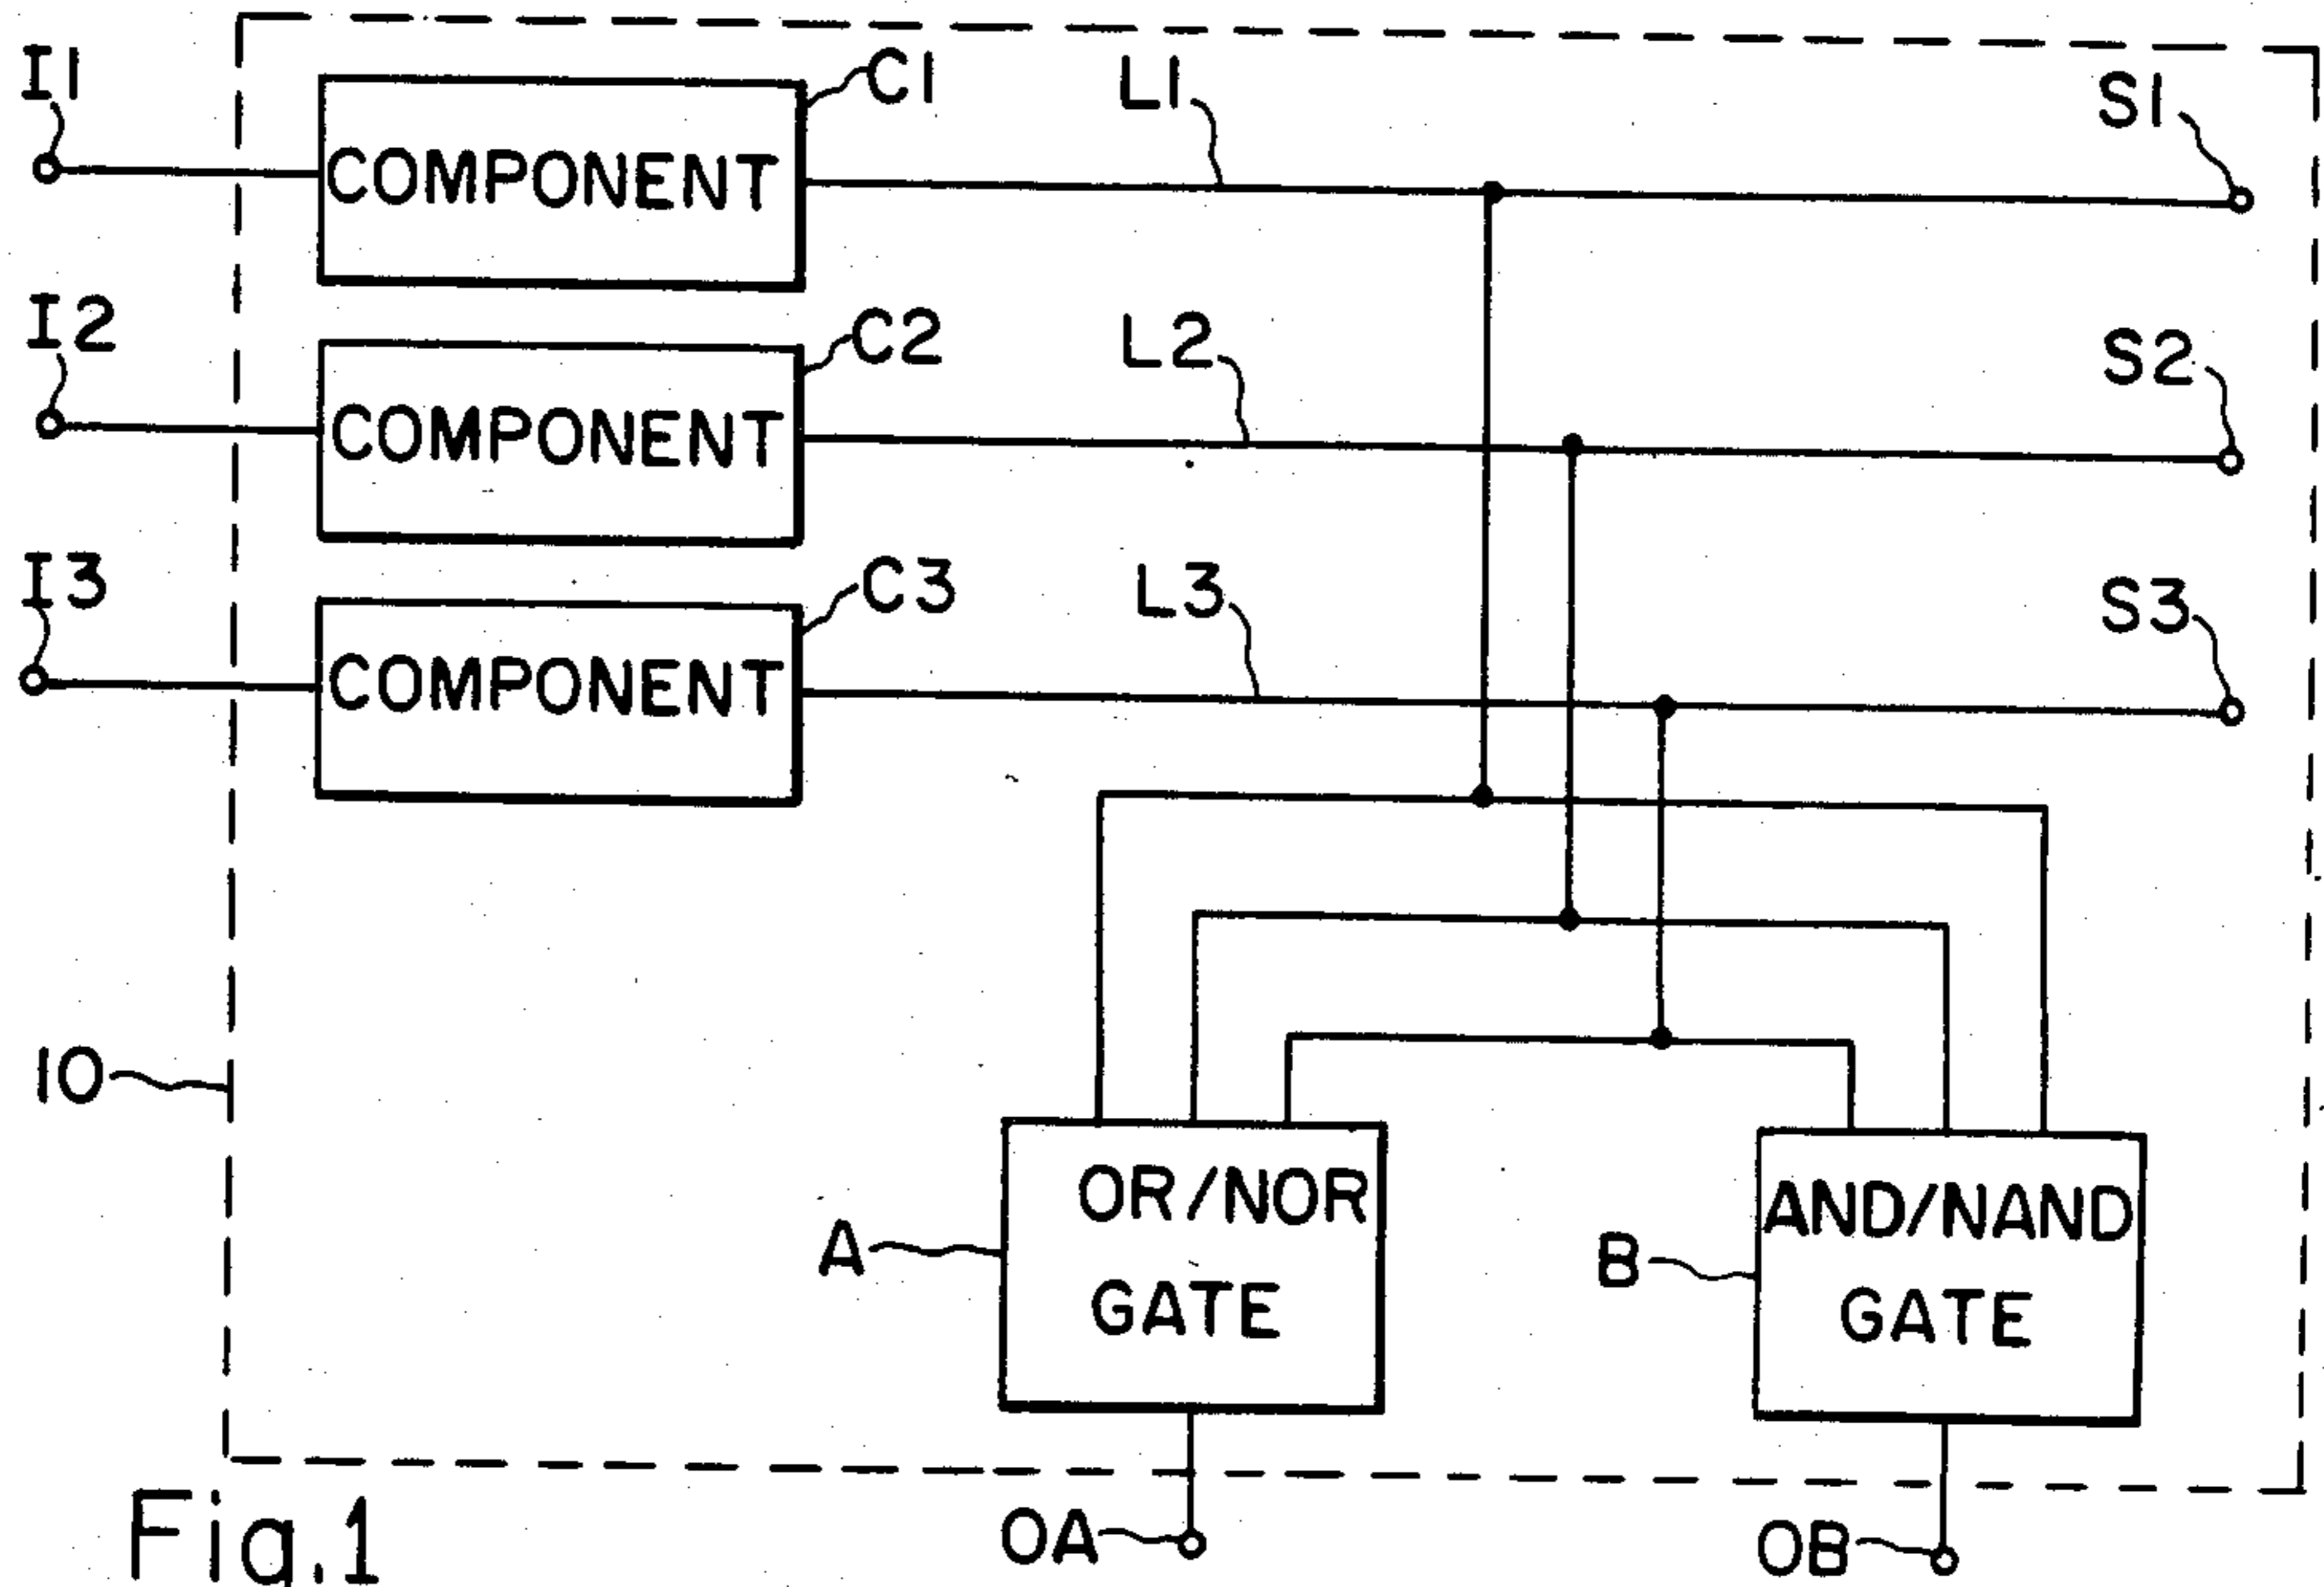 I1
C1
L1
S1
COMPONENT
I2
C2
L2
S2
COMPONENT
I3
C3
L3
S3
COMPONENT
10
OR/NOR
GATE
A
AND/NAND
GATE
B
OA
OB
Fig.1